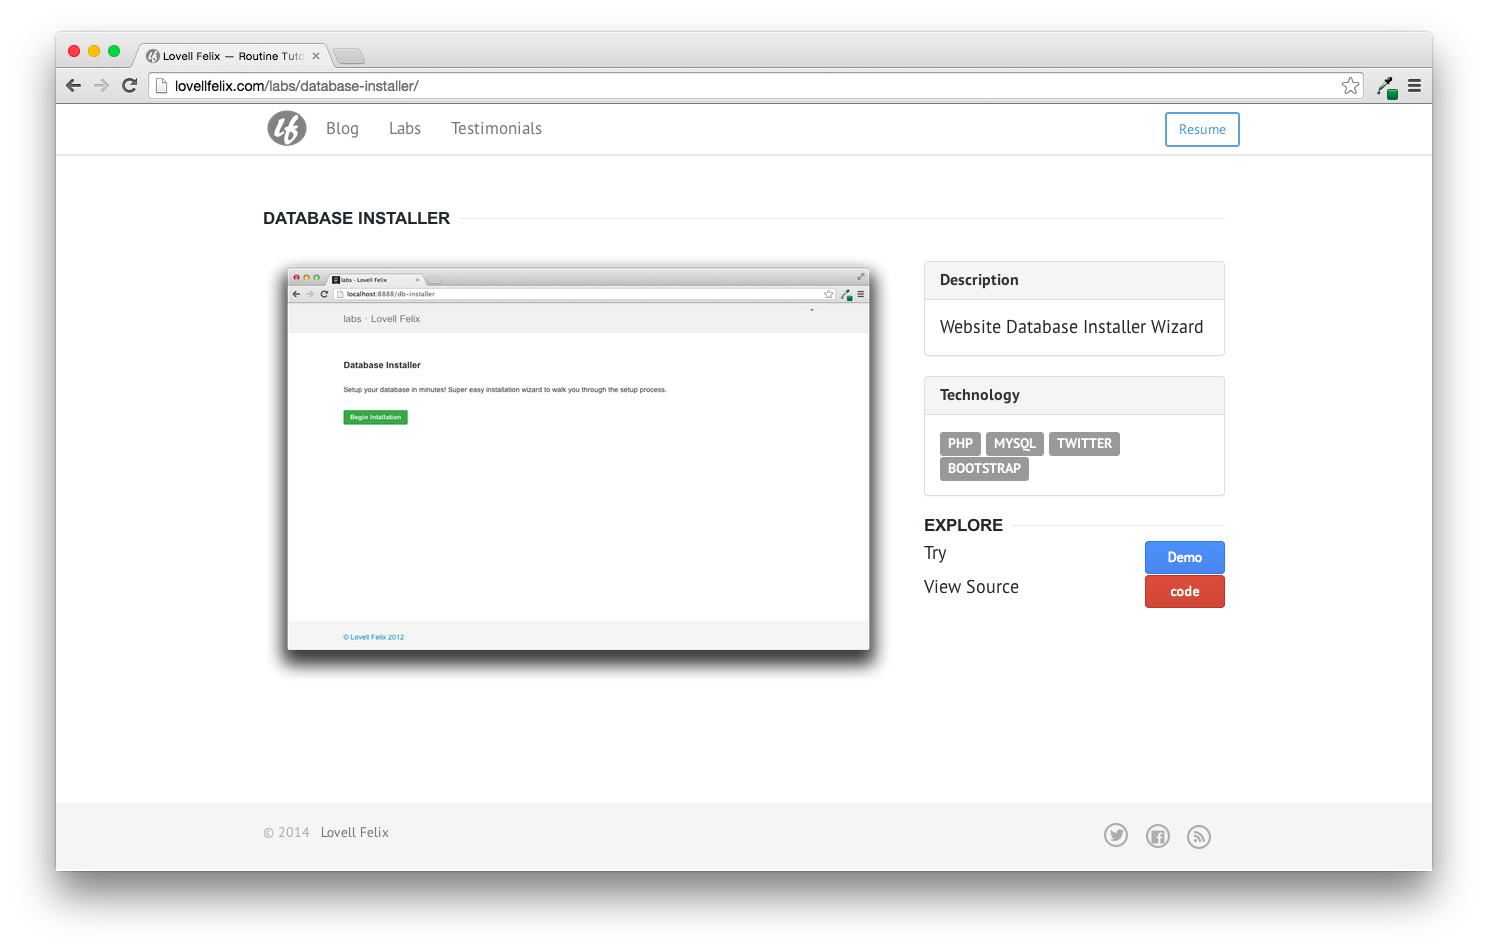 Lovell Felix — Routine Tuto
lovellfelix.com/labs/database-installer/
lf Blog Labs Testimonials Resume
DATABASE INSTALLER
labs · Lovell Felix
localhost:8888/db-installer
labs · Lovell Felix
Database Installer
Setup your database in minutes! Super easy installation wizard to walk you through the setup process.
Begin Intallation
© Lovell Felix 2012
Description
Website Database Installer Wizard
Technology
PHP MYSQL TWITTER
BOOTSTRAP
EXPLORE
Try Demo
View Source code
© 2014 Lovell Felix